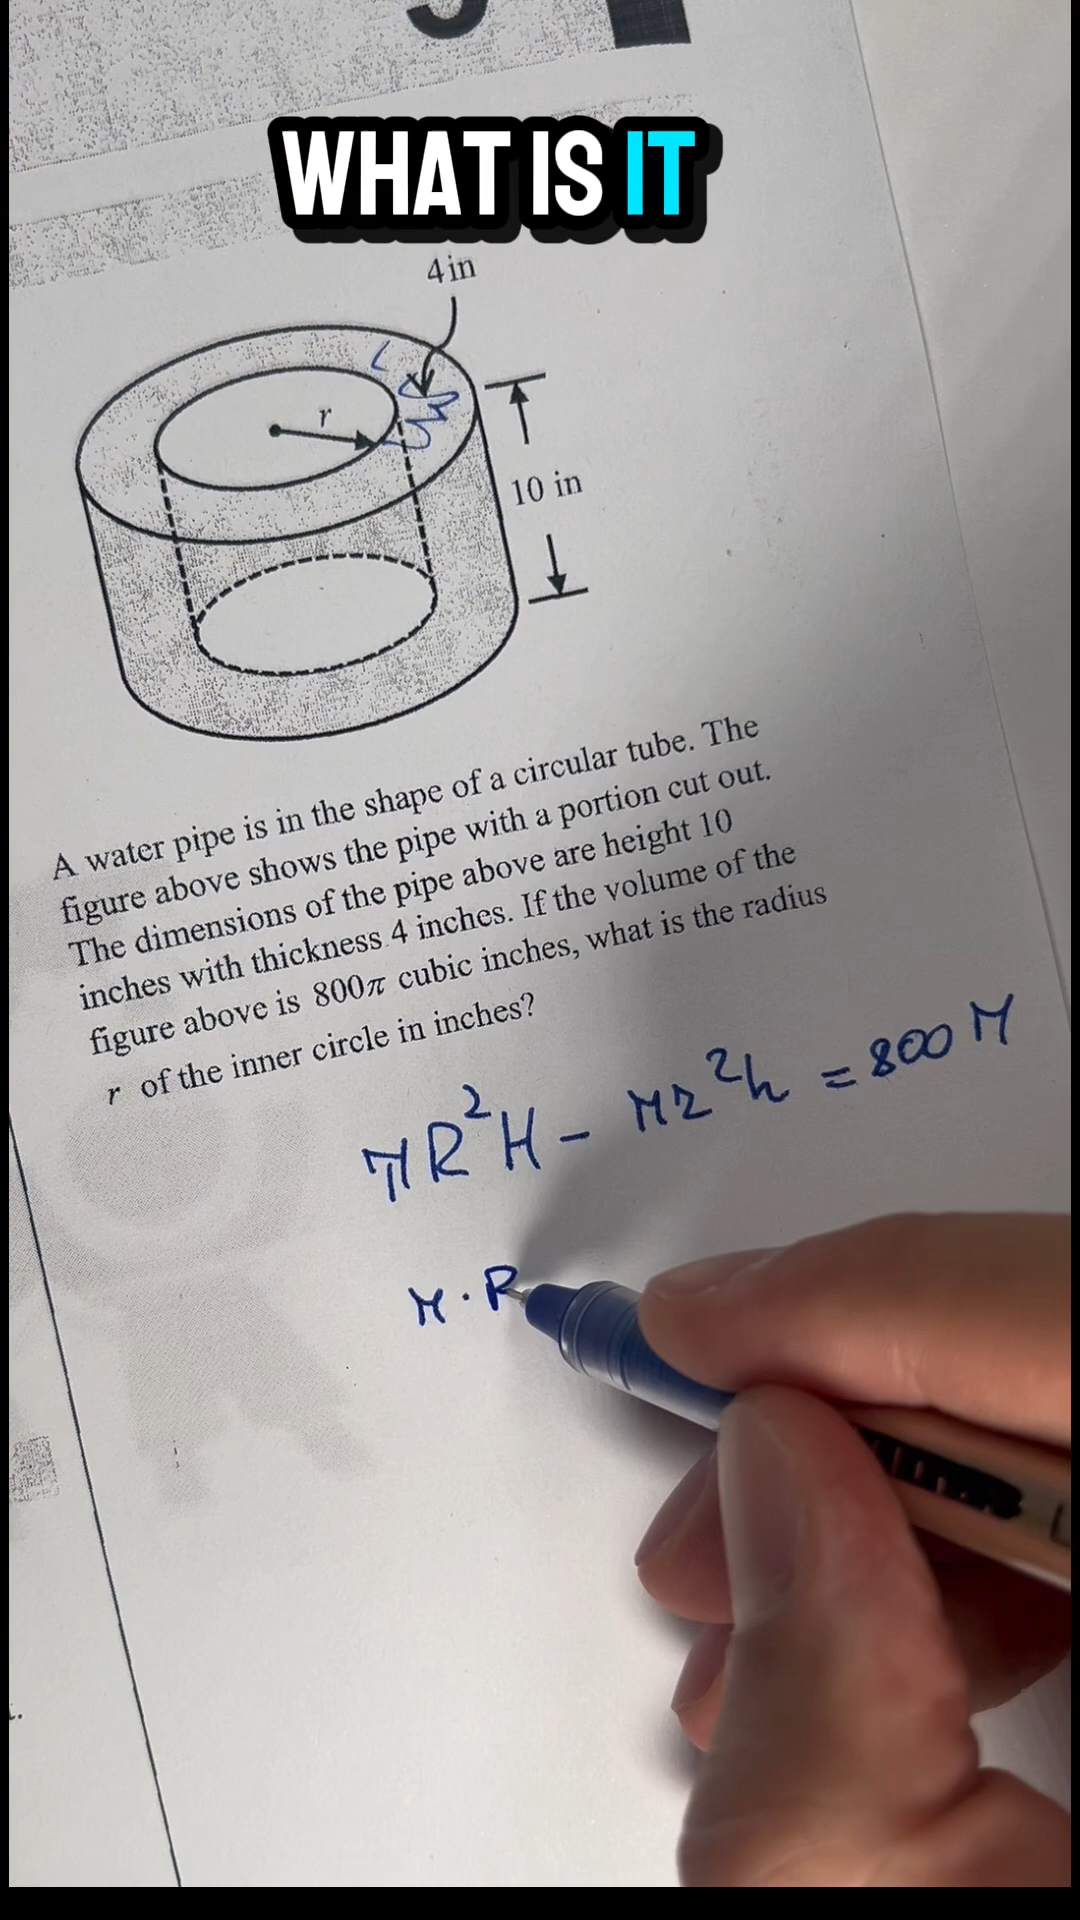 WHAT IS IT
4in
r
10 in
A water pipe is in the shape of a circular tube. The
figure above shows the pipe with a portion cut out.
The dimensions of the pipe above are height 10
inches with thickness 4 inches. If the volume of the
figure above is 800π cubic inches, what is the radius
r of the inner circle in inches?
πR²H - πr²h = 800π
π · R